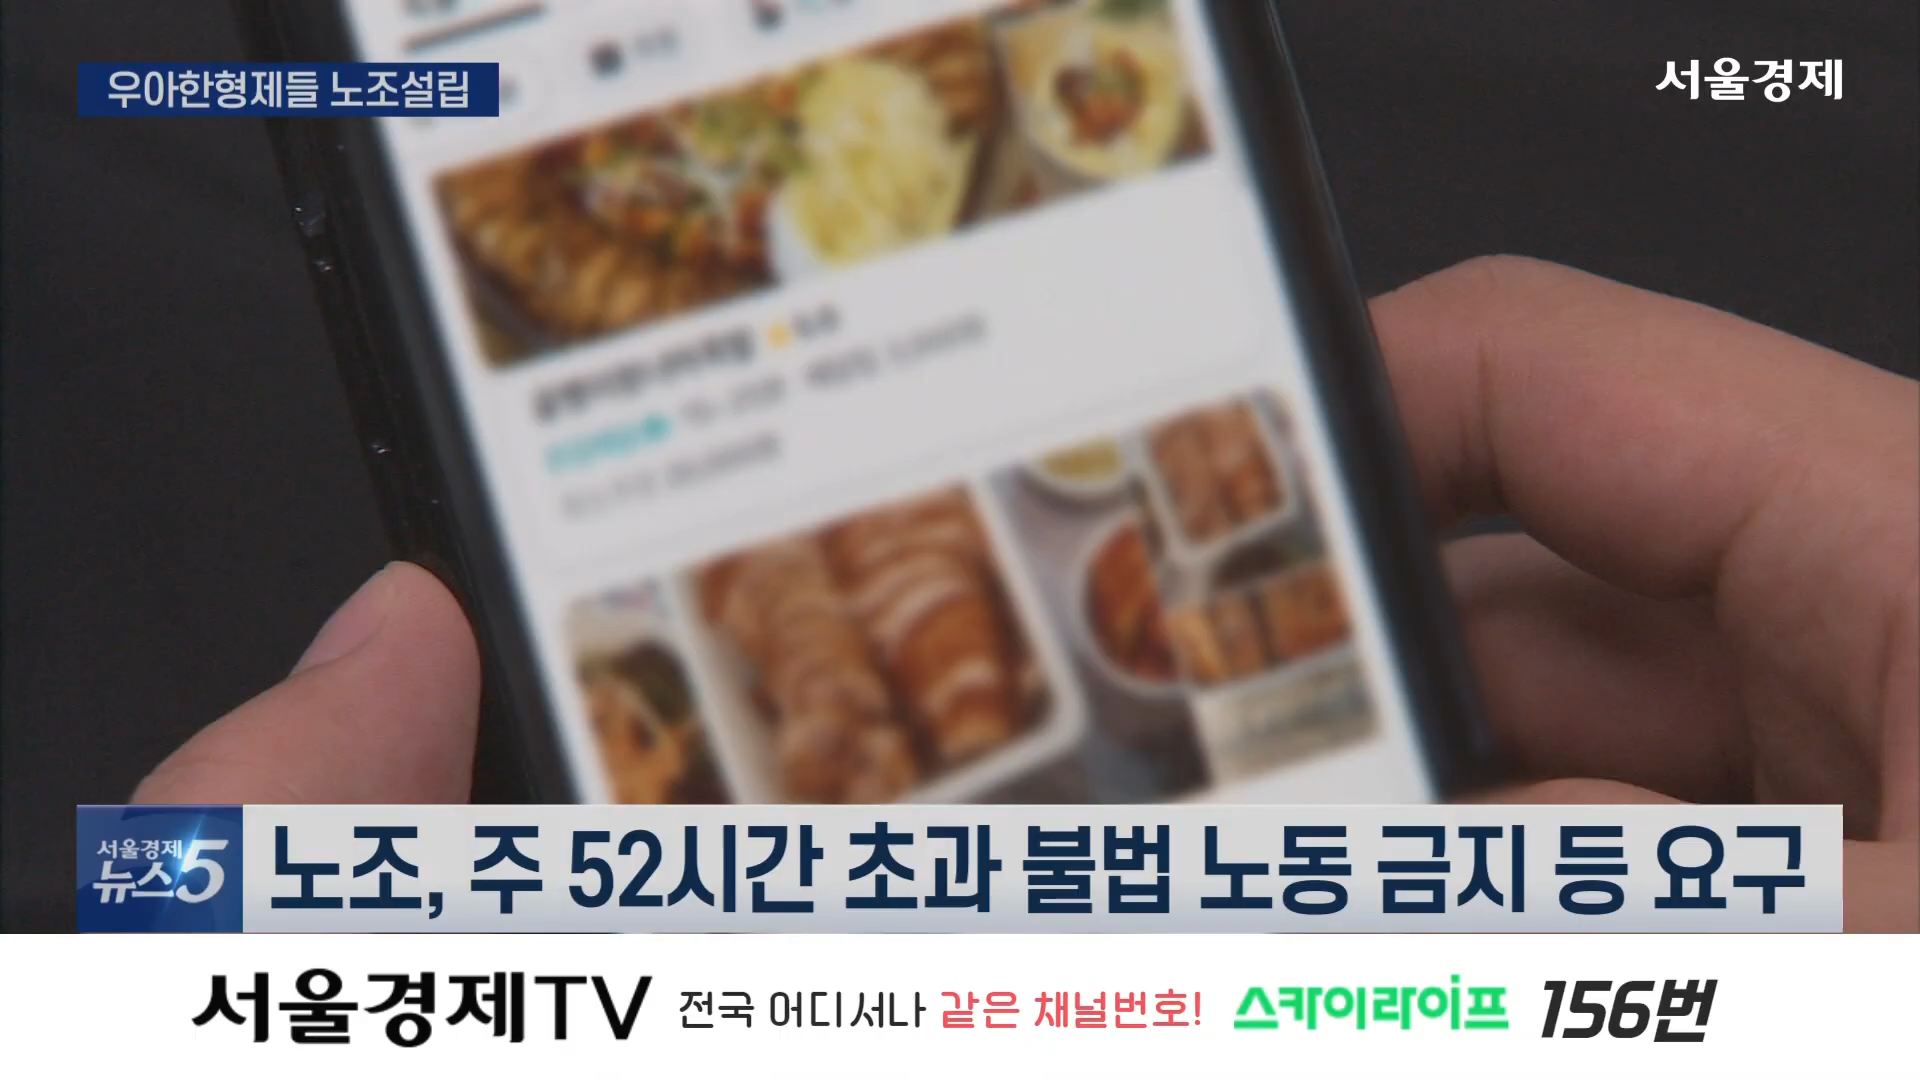 우아한형제들 노조설립
서울경제
서울경제
뉴스5
노조, 주 52시간 초과 불법 노동 금지 등 요구
서울경제TV 전국 어디서나 같은 채널번호! 스카이라이프 156번